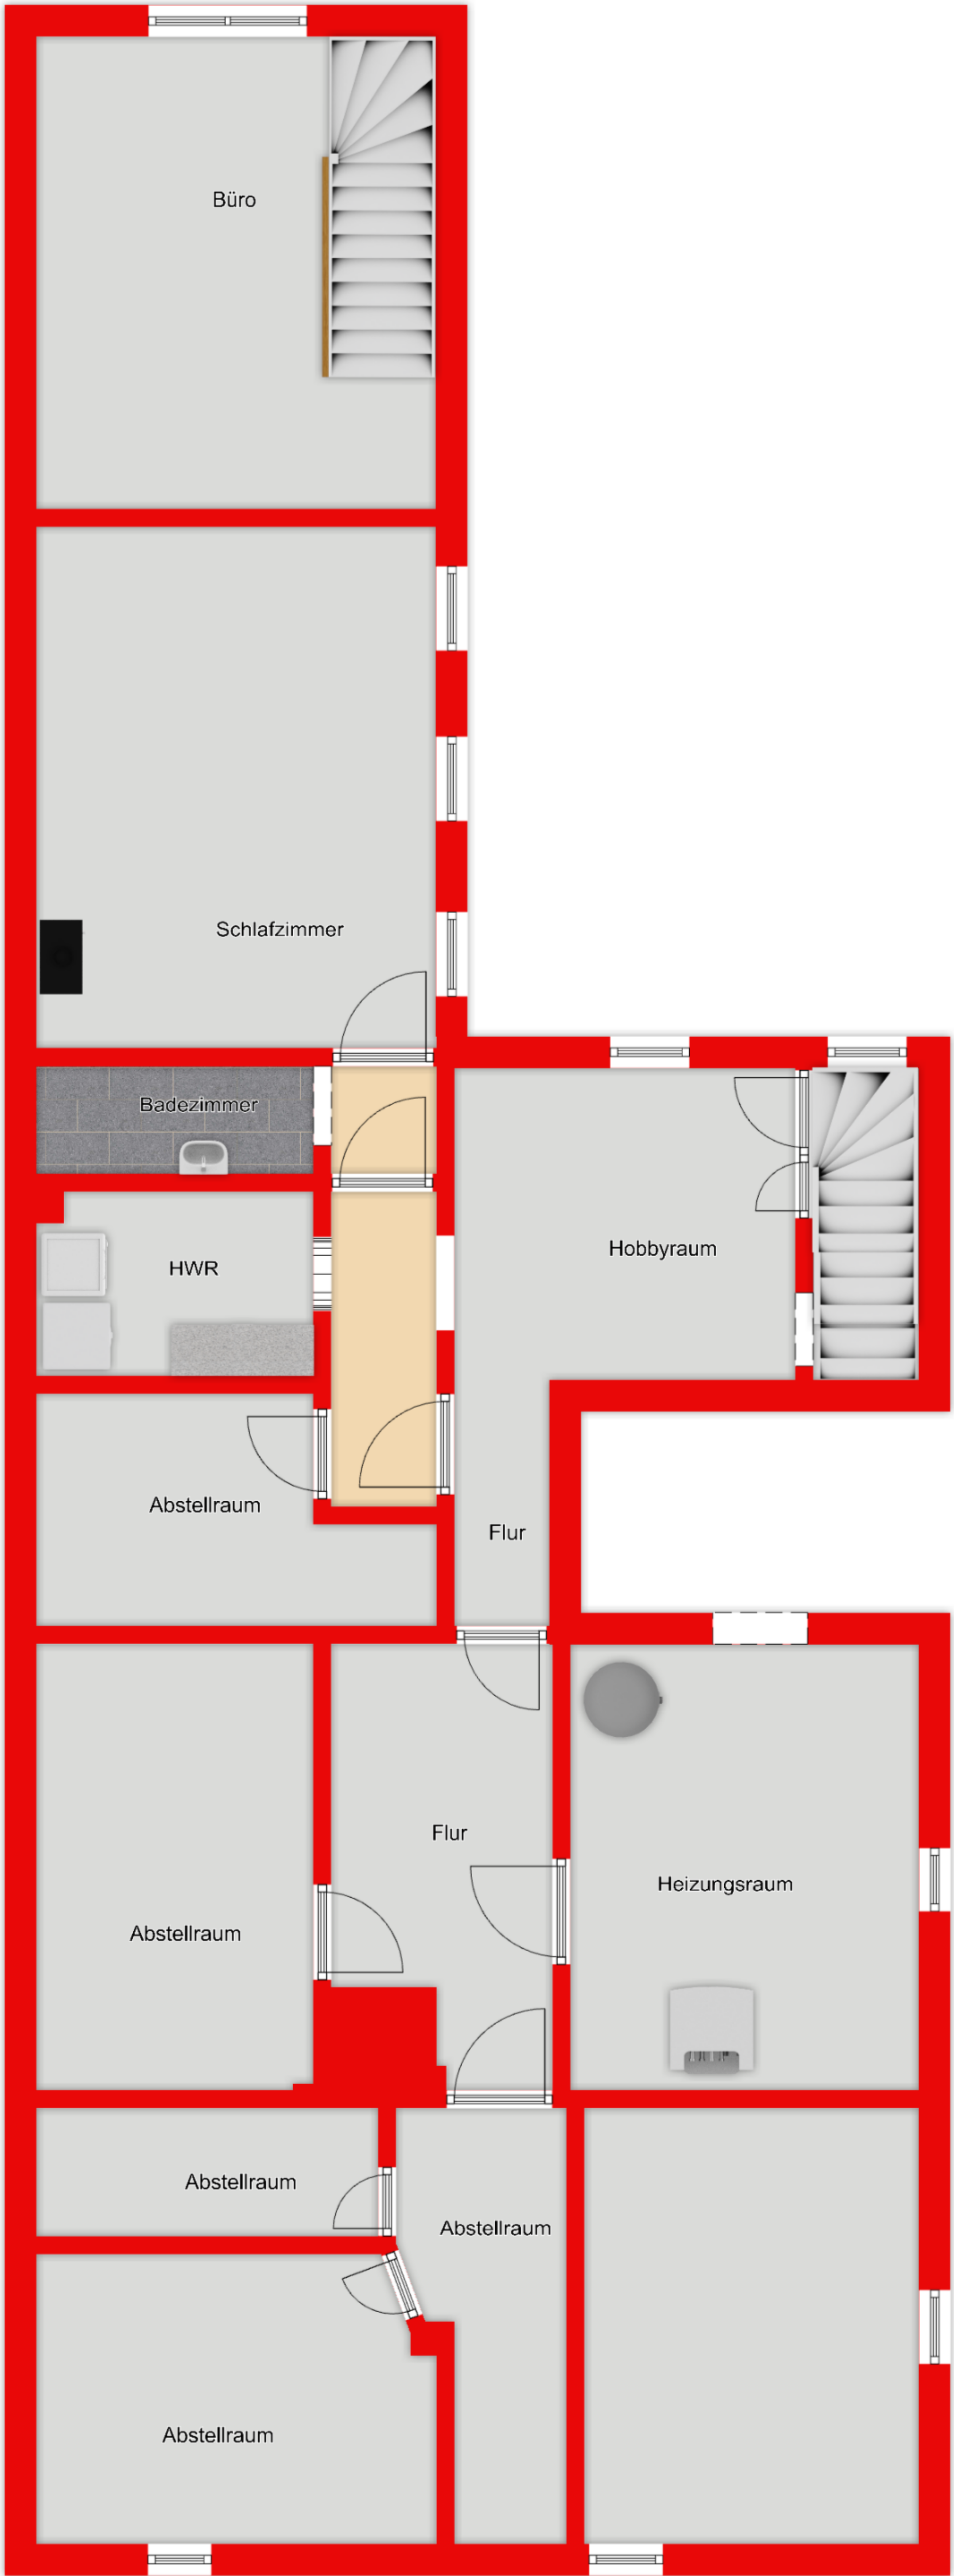 Büro
Schlafzimmer
Badezimmer
HWR
Hobbyraum
Abstellraum
Flur
Flur
Heizungsraum
Abstellraum
Abstellraum
Abstellraum
Abstellraum